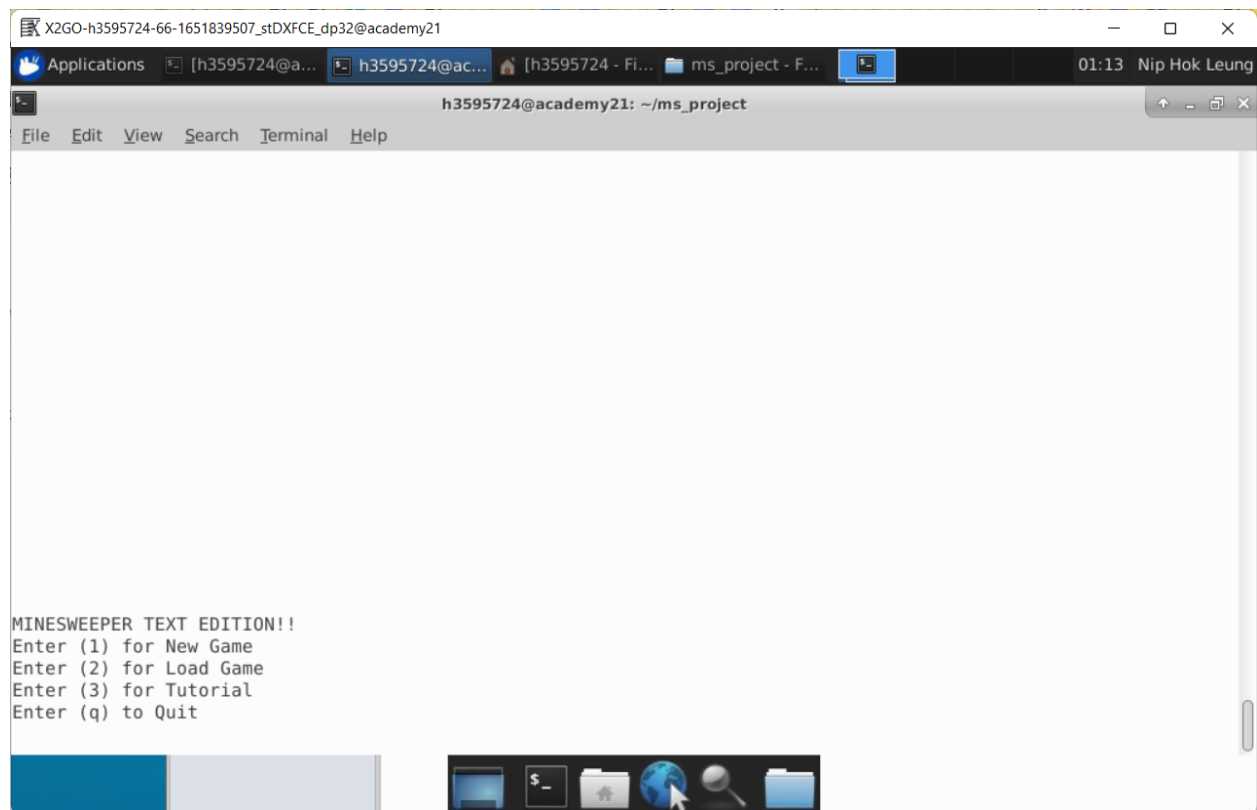 X2GO-h3595724-66-1651839507_stDXFCE_dp32@academy21
Applications [h3595724@a... h3595724@ac... [h3595724 - Fi... ms_project - F... 01:13 Nip Hok Leung
h3595724@academy21: ~/ms_project
File Edit View Search Terminal Help
MINESWEEPER TEXT EDITION!!
Enter (1) for New Game
Enter (2) for Load Game
Enter (3) for Tutorial
Enter (q) to Quit